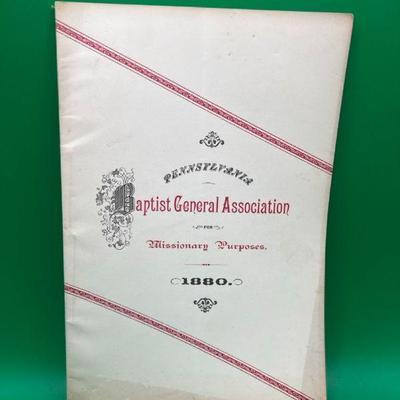 PENNSYLVANIA
Baptist General Association
FOR
Missionary Purposes.
1880.